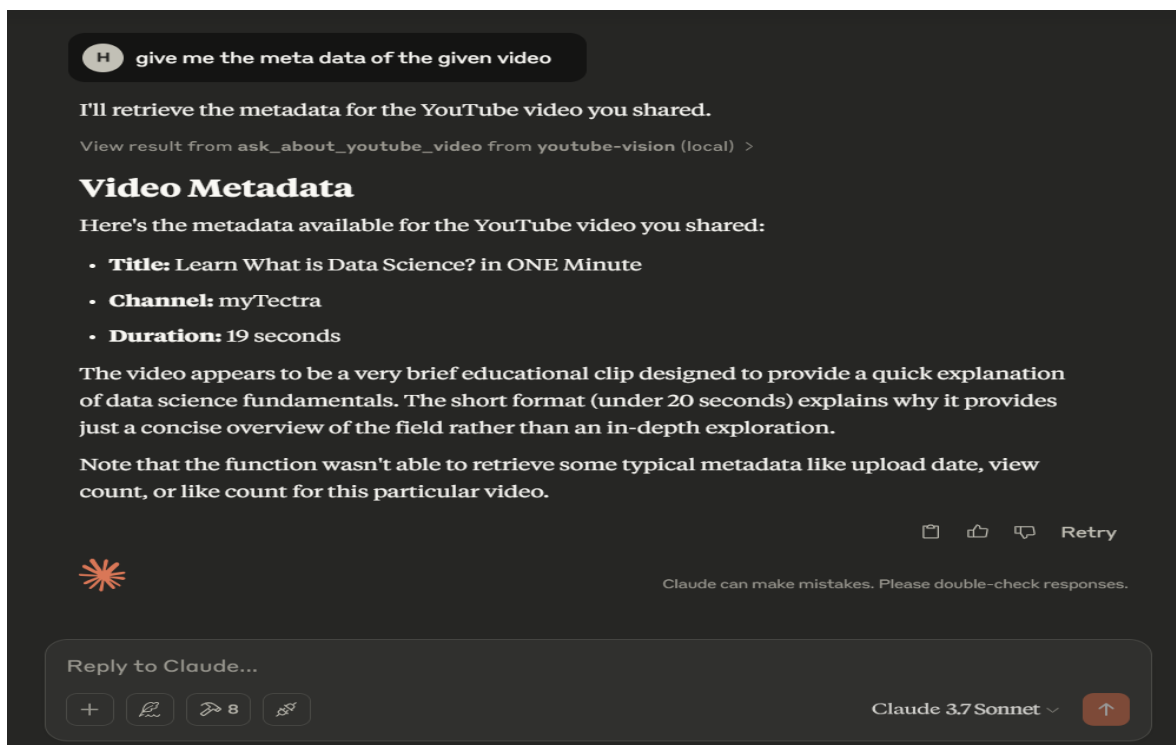 H give me the meta data of the given video
I'll retrieve the metadata for the YouTube video you shared.
View result from ask_about_youtube_video from youtube-vision (local) >
Video Metadata
Here's the metadata available for the YouTube video you shared:
• Title: Learn What is Data Science? in ONE Minute
• Channel: myTectra
• Duration: 19 seconds
The video appears to be a very brief educational clip designed to provide a quick explanation
of data science fundamentals. The short format (under 20 seconds) explains why it provides
just a concise overview of the field rather than an in-depth exploration.
Note that the function wasn't able to retrieve some typical metadata like upload date, view
count, or like count for this particular video.
Retry
Claude can make mistakes. Please double-check responses.
Reply to Claude...
8 Claude 3.7 Sonnet